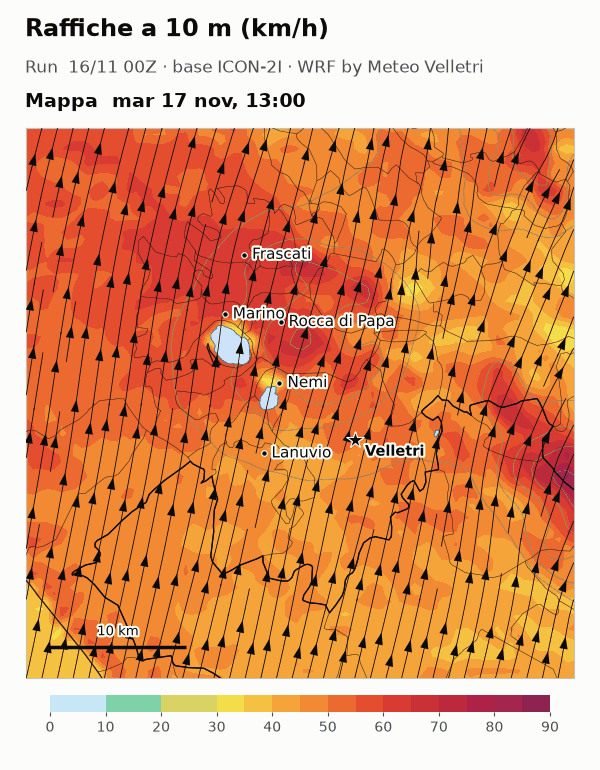 Raffiche a 10 m (km/h)
Run  16/11 00Z · base ICON-2I · WRF by Meteo Velletri
Mappa  mar 17 nov, 13:00
Frascati
Marino
Rocca di Papa
Nemi
Velletri
Lanuvio
10 km
0 10 20 30 40 50 60 70 80 90